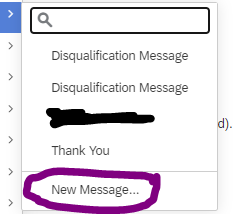 Disqualification Message
Disqualification Message
Thank You
d).
New Message...